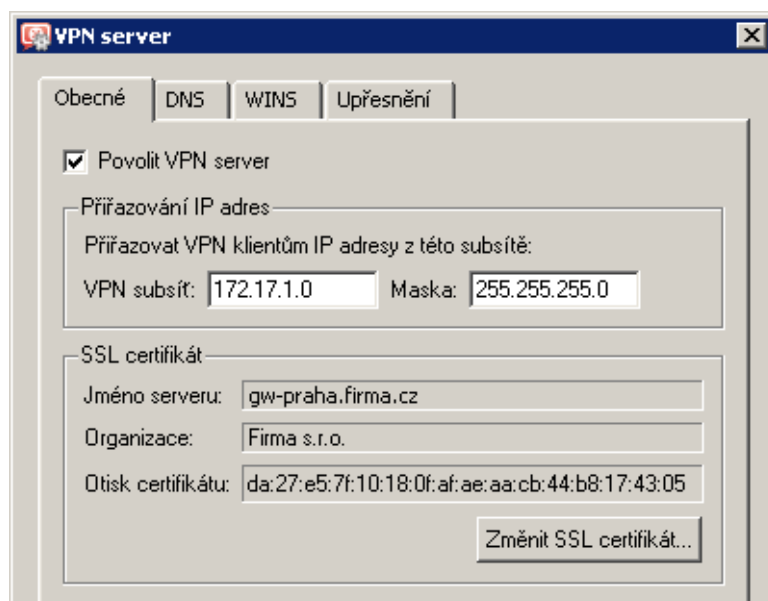 VPN server
Obecné DNS WINS Upřesnění
Povolit VPN server
Přiřazování IP adres
Přiřazovat VPN klientům IP adresy z této subsítě:
VPN subsíť: 172.17.1.0 Maska: 255.255.255.0
SSL certifikát
Jméno serveru: gw-praha.firma.cz
Organizace: Firma s.r.o.
Otisk certifikátu: da:27:e5:7f:10:18:0f:af:ae:aa:cb:44:b8:17:43:05
Změnit SSL certifikát...